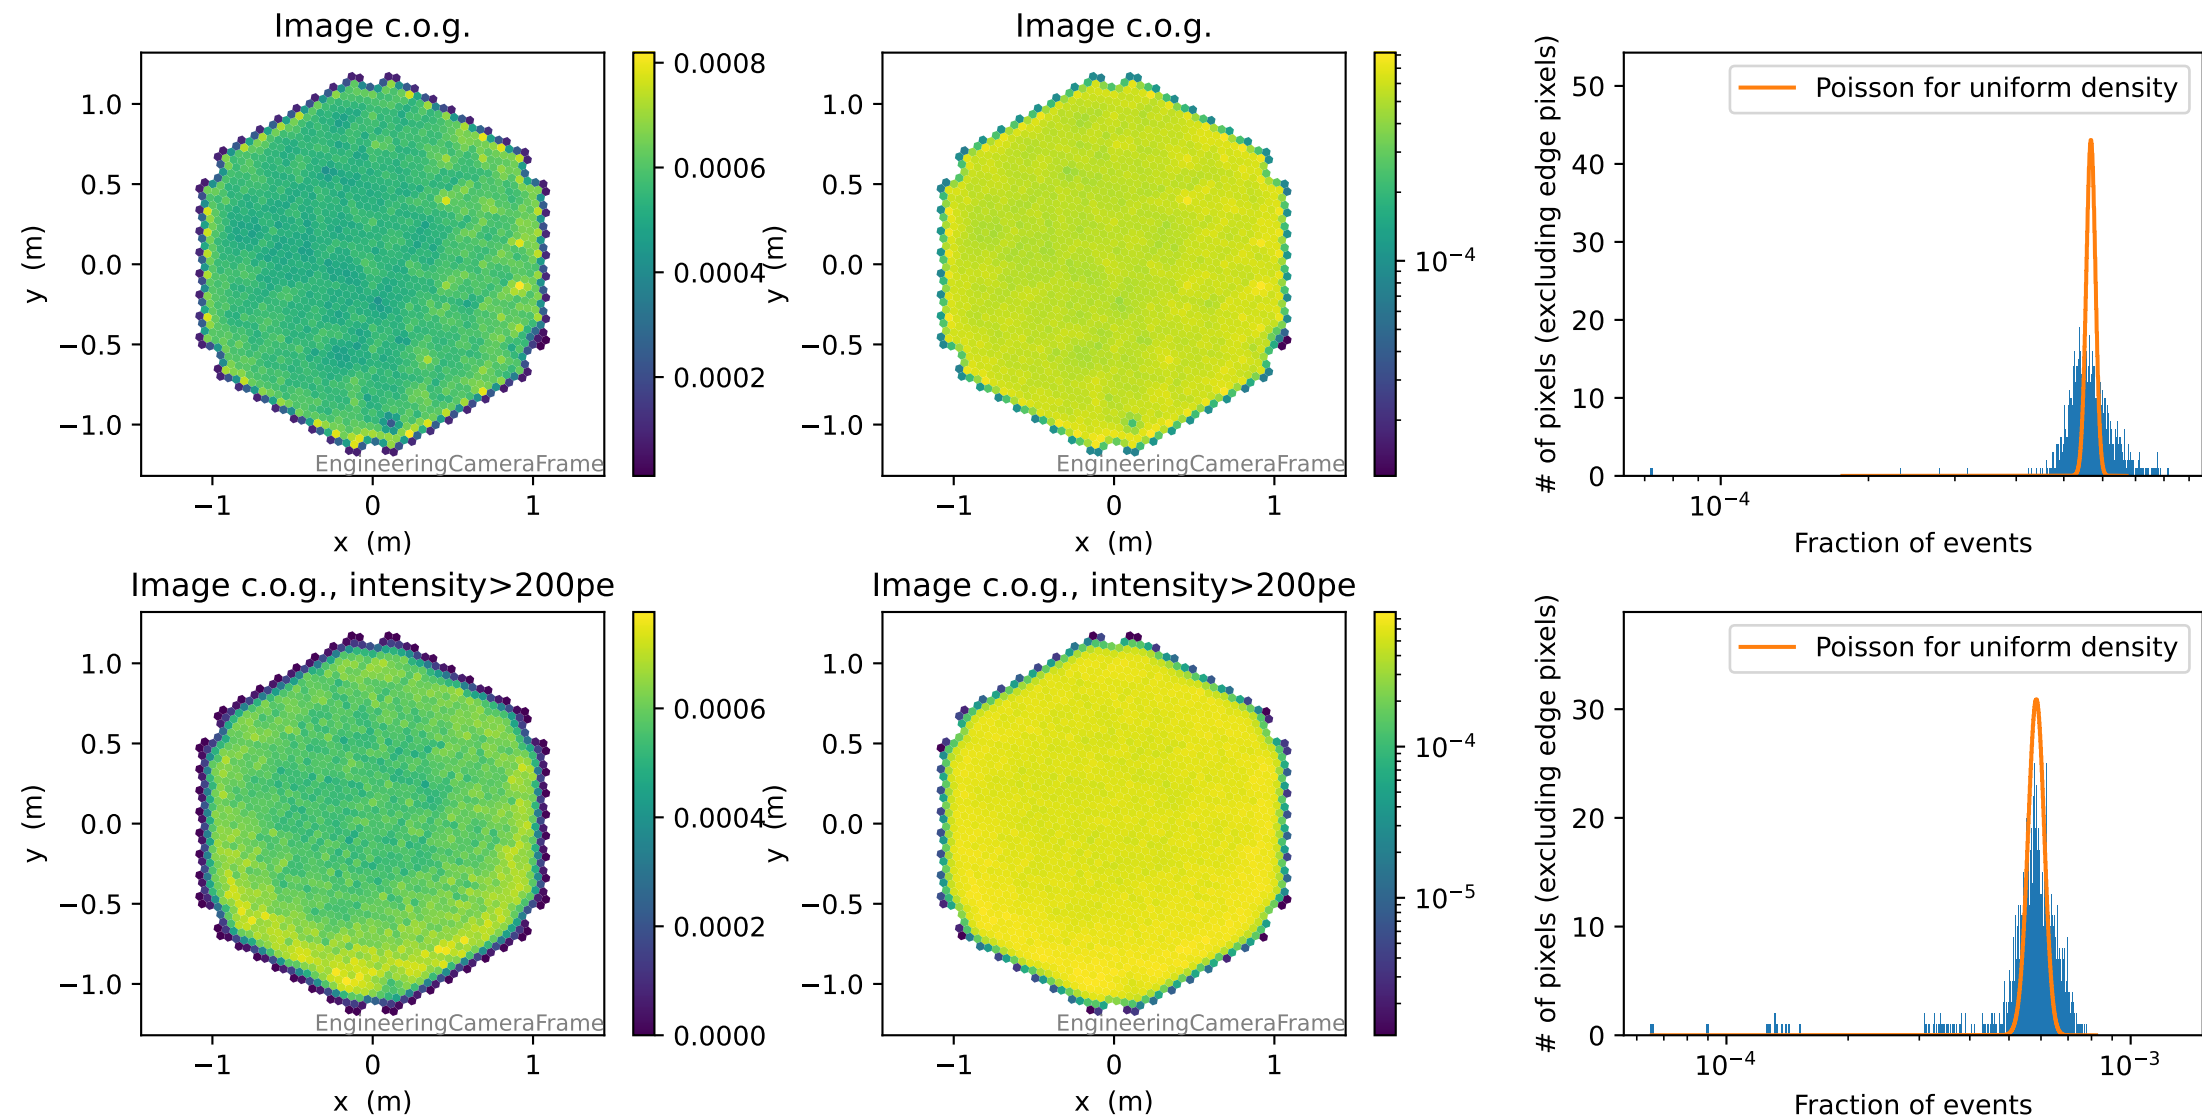 Image c.o.g.
y (m)
1.0
0.5
0.0
−0.5
−1.0
EngineeringCameraFrame
−1 0 1
x (m)
0.0008
0.0006
0.0004
0.0002
Image c.o.g.
y (m)
1.0
0.5
0.0
−0.5
−1.0
EngineeringCameraFrame
−1 0 1
x (m)
10⁻⁴
# of pixels (excluding edge pixels)
50
40
30
20
10
0
Poisson for uniform density
10⁻⁴
Fraction of events
Image c.o.g., intensity>200pe
y (m)
1.0
0.5
0.0
−0.5
−1.0
EngineeringCameraFrame
−1 0 1
x (m)
0.0006
0.0004
0.0002
0.0000
Image c.o.g., intensity>200pe
y (m)
1.0
0.5
0.0
−0.5
−1.0
EngineeringCameraFrame
−1 0 1
x (m)
10⁻⁴
10⁻⁵
# of pixels (excluding edge pixels)
30
20
10
0
Poisson for uniform density
10⁻⁴ 10⁻³
Fraction of events